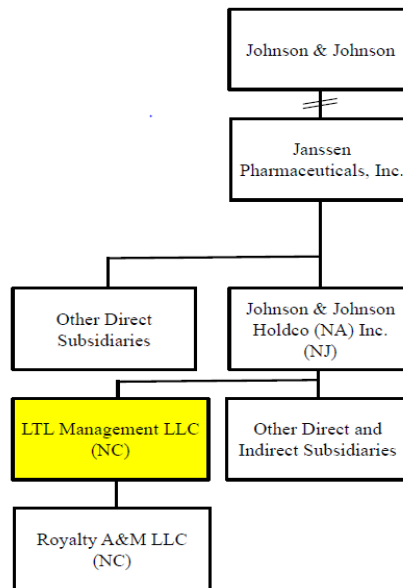 Johnson & Johnson
Janssen
Pharmaceuticals, Inc.
Other Direct
Subsidiaries
Johnson & Johnson
Holdco (NA) Inc.
(NJ)
LTL Management LLC
(NC)
Other Direct and
Indirect Subsidiaries
Royalty A&M LLC
(NC)